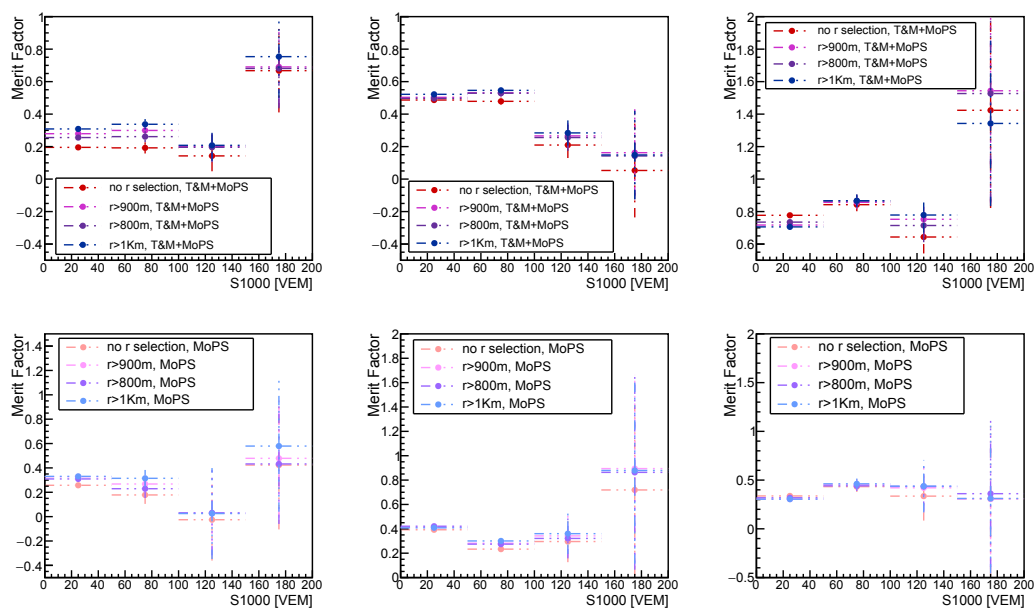 Merit Factor
1
0.8
0.6
0.4
0.2
0
−0.2
−0.4
no r selection, T&M+MoPS
r>900m, T&M+MoPS
r>800m, T&M+MoPS
r>1Km, T&M+MoPS
0 20 40 60 80 100 120 140 160 180 200
S1000 [VEM]
Merit Factor
1
0.8
0.6
0.4
0.2
0
−0.2
−0.4
no r selection, T&M+MoPS
r>900m, T&M+MoPS
r>800m, T&M+MoPS
r>1Km, T&M+MoPS
0 20 40 60 80 100 120 140 160 180 200
S1000 [VEM]
Merit Factor
2
1.8
1.6
1.4
1.2
1
0.8
0.6
no r selection, T&M+MoPS
r>900m, T&M+MoPS
r>800m, T&M+MoPS
r>1Km, T&M+MoPS
0 20 40 60 80 100 120 140 160 180 200
S1000 [VEM]
Merit Factor
1.4
1.2
1
0.8
0.6
0.4
0.2
0
−0.2
−0.4
no r selection, MoPS
r>900m, MoPS
r>800m, MoPS
r>1Km, MoPS
0 20 40 60 80 100 120 140 160 180 200
S1000 [VEM]
Merit Factor
2
1.8
1.6
1.4
1.2
1
0.8
0.6
0.4
0.2
0
no r selection, MoPS
r>900m, MoPS
r>800m, MoPS
r>1Km, MoPS
0 20 40 60 80 100 120 140 160 180 200
S1000 [VEM]
Merit Factor
2
1.5
1
0.5
0
−0.5
no r selection, MoPS
r>900m, MoPS
r>800m, MoPS
r>1Km, MoPS
0 20 40 60 80 100 120 140 160 180 200
S1000 [VEM]